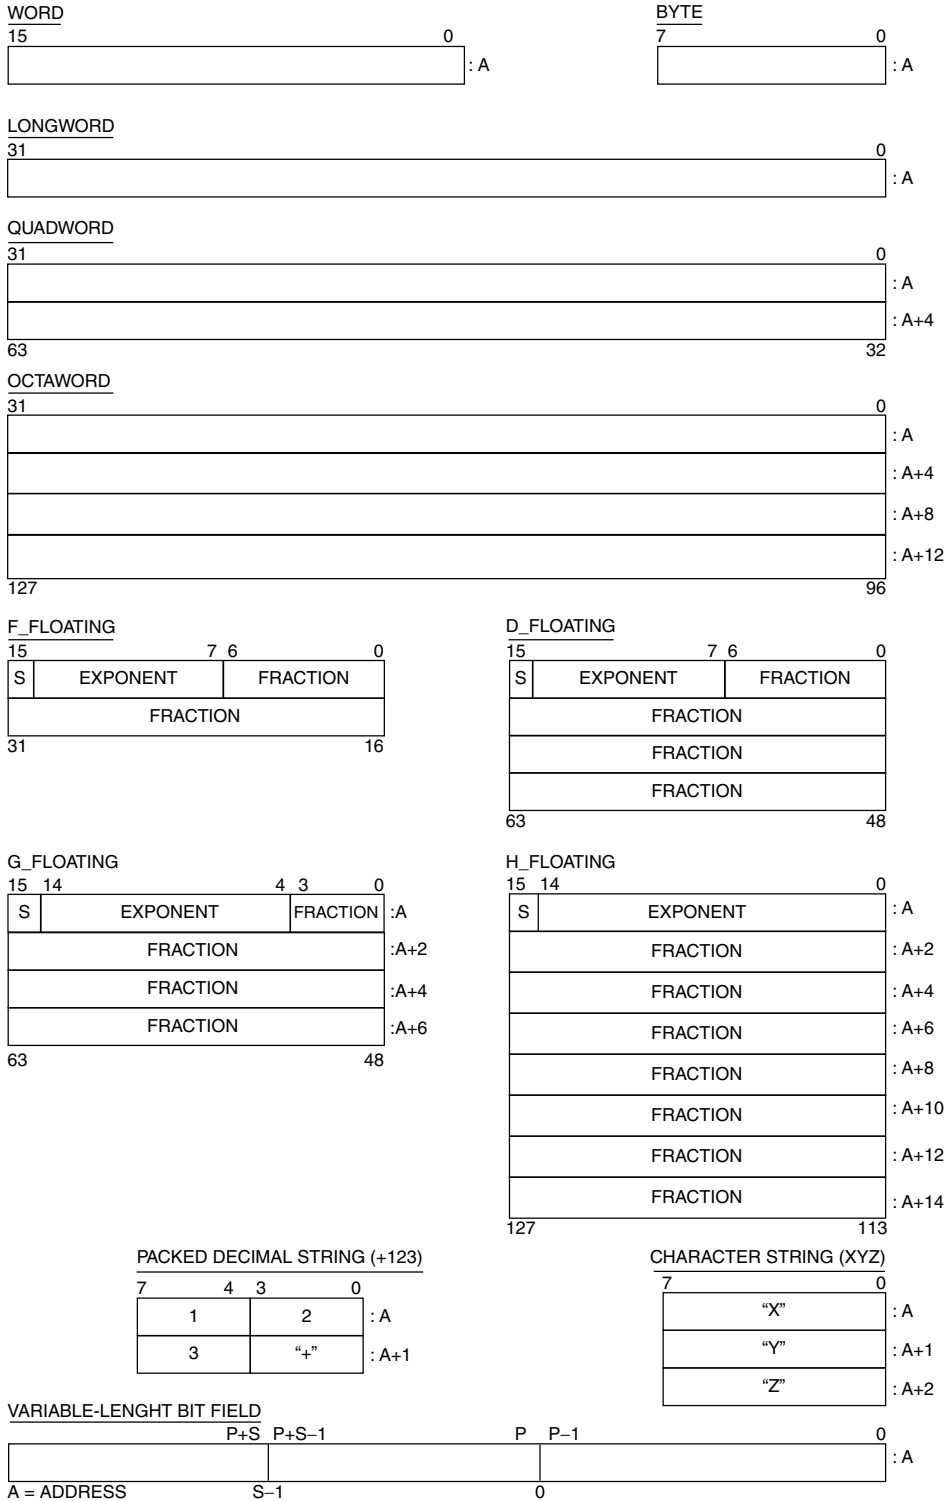 WORD
15 0
: A
BYTE
7 0
: A
LONGWORD
31 0
: A
QUADWORD
31 0
: A
: A+4
63 32
OCTAWORD
31 0
: A
: A+4
: A+8
: A+12
127 96
F_FLOATING
15 7 6 0
S EXPONENT FRACTION
FRACTION
31 16
D_FLOATING
15 7 6 0
S EXPONENT FRACTION
FRACTION
FRACTION
FRACTION
63 48
G_FLOATING
15 14 4 3 0
S EXPONENT FRACTION :A
FRACTION :A+2
FRACTION :A+4
FRACTION :A+6
63 48
H_FLOATING
15 14 0
S EXPONENT : A
FRACTION : A+2
FRACTION : A+4
FRACTION : A+6
FRACTION : A+8
FRACTION : A+10
FRACTION : A+12
FRACTION : A+14
127 113
PACKED DECIMAL STRING (+123)
7 4 3 0
1 2 : A
3 “+” : A+1
CHARACTER STRING (XYZ)
7 0
“X” : A
“Y” : A+1
“Z” : A+2
VARIABLE-LENGHT BIT FIELD
P+S P+S−1 P P−1 0
: A
A = ADDRESS S−1 0